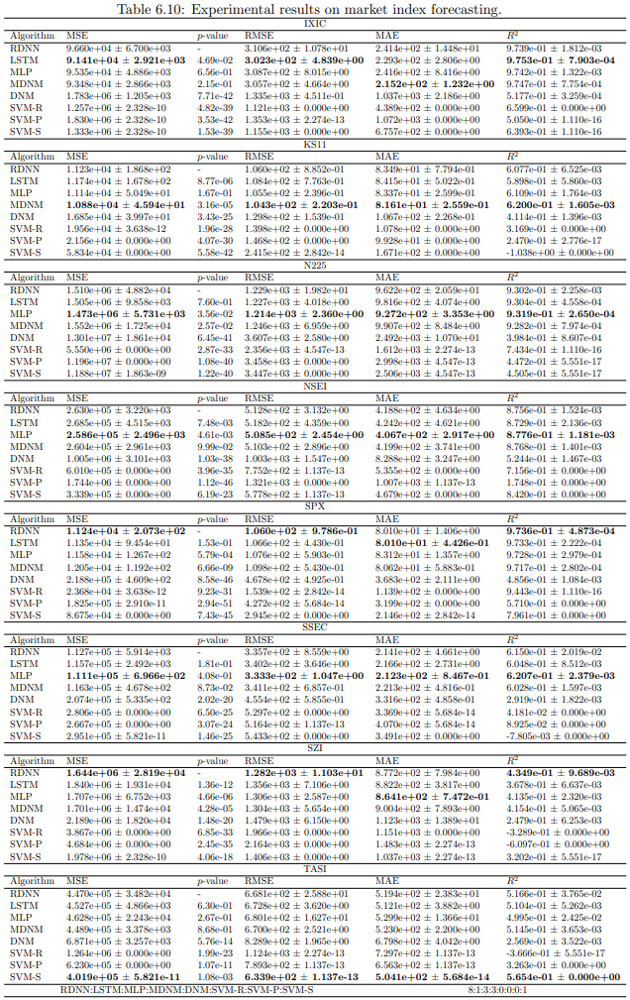 Table 6.10: Experimental results on market index forecasting.
IXIC
Algorithm MSE p-value RMSE MAE R²
RDNN 9.660e+04 ± 6.700e+03 - 3.106e+02 ± 1.078e+01 2.414e+02 ± 1.448e+01 9.739e-01 ± 1.812e-03
LSTM 9.141e+04 ± 2.921e+03 4.69e-02 3.023e+02 ± 4.839e+00 2.293e+02 ± 2.806e+00 9.753e-01 ± 7.903e-04
MLP 9.535e+04 ± 4.886e+03 6.56e-01 3.087e+02 ± 8.015e+00 2.416e+02 ± 8.416e+00 9.742e-01 ± 1.322e-03
MDNM 9.348e+04 ± 2.866e+03 2.15e-01 3.057e+02 ± 4.664e+00 2.152e+02 ± 1.232e+00 9.747e-01 ± 7.754e-04
DNM 1.783e+06 ± 1.205e+04 7.71e-42 1.335e+03 ± 4.511e+01 1.037e+03 ± 2.186e+00 5.177e-01 ± 3.259e-04
SVM-R 1.257e+06 ± 2.328e-10 4.82e-39 1.121e+03 ± 0.000e+00 4.389e+02 ± 0.000e+00 6.599e-01 ± 0.000e+00
SVM-P 1.830e+06 ± 2.328e-10 3.53e-42 1.353e+03 ± 2.274e-13 1.072e+03 ± 0.000e+00 5.050e-01 ± 1.110e-16
SVM-S 1.333e+06 ± 2.328e-10 1.53e-39 1.155e+03 ± 0.000e+00 6.757e+02 ± 0.000e+00 6.393e-01 ± 1.110e-16
KS11
Algorithm MSE p-value RMSE MAE R²
RDNN 1.123e+04 ± 1.868e+02 - 1.060e+02 ± 8.852e-01 8.349e+01 ± 7.794e-01 6.077e-01 ± 6.525e-03
LSTM 1.174e+04 ± 1.678e+02 8.77e-06 1.084e+02 ± 7.763e-01 8.415e+01 ± 5.022e-01 5.898e-01 ± 5.860e-03
MLP 1.114e+04 ± 5.049e+01 1.67e-01 1.055e+02 ± 2.396e-01 8.337e+01 ± 2.599e-01 6.109e-01 ± 1.764e-03
MDNM 1.088e+04 ± 4.594e+01 3.16e-05 1.043e+02 ± 2.203e-01 8.161e+01 ± 2.559e-01 6.200e-01 ± 1.605e-03
DNM 1.685e+04 ± 3.997e+01 3.43e-25 1.298e+02 ± 1.539e-01 1.067e+02 ± 2.268e-01 4.114e-01 ± 1.396e-03
SVM-R 1.956e+04 ± 3.638e-12 1.96e-28 1.398e+02 ± 0.000e+00 1.078e+02 ± 0.000e+00 3.169e-01 ± 0.000e+00
SVM-P 2.156e+04 ± 0.000e+00 4.07e-30 1.468e+02 ± 0.000e+00 9.928e+01 ± 0.000e+00 2.470e-01 ± 2.776e-17
SVM-S 5.834e+04 ± 0.000e+00 5.58e-42 2.415e+02 ± 2.842e-14 1.671e+02 ± 0.000e+00 -1.038e+00 ± 0.000e+00
N225
Algorithm MSE p-value RMSE MAE R²
RDNN 1.510e+06 ± 4.882e+04 - 1.229e+03 ± 1.982e+01 9.622e+02 ± 2.059e+01 9.302e-01 ± 2.258e-03
LSTM 1.505e+06 ± 9.858e+03 7.60e-01 1.227e+03 ± 4.018e+00 9.816e+02 ± 4.074e+00 9.304e-01 ± 4.558e-04
MLP 1.473e+06 ± 5.731e+03 3.56e-02 1.214e+03 ± 2.360e+00 9.272e+02 ± 3.353e+00 9.319e-01 ± 2.650e-04
MDNM 1.552e+06 ± 1.725e+04 2.57e-02 1.246e+03 ± 6.959e+00 9.907e+02 ± 8.484e+00 9.282e-01 ± 7.974e-04
DNM 1.301e+07 ± 1.861e+04 6.45e-41 3.607e+03 ± 2.580e+00 2.492e+03 ± 1.070e+01 3.984e-01 ± 8.607e-04
SVM-R 5.550e+06 ± 0.000e+00 2.87e-33 2.356e+03 ± 4.547e-13 1.612e+03 ± 2.274e-13 7.434e-01 ± 1.110e-16
SVM-P 1.196e+07 ± 0.000e+00 1.08e-40 3.458e+03 ± 0.000e+00 2.998e+03 ± 4.547e-13 4.472e-01 ± 5.551e-17
SVM-S 1.188e+07 ± 1.863e-09 1.22e-40 3.447e+03 ± 0.000e+00 2.506e+03 ± 4.547e-13 4.505e-01 ± 5.551e-17
NSEI
Algorithm MSE p-value RMSE MAE R²
RDNN 2.630e+05 ± 3.220e+03 - 5.128e+02 ± 3.132e+00 4.188e+02 ± 4.634e+00 8.756e-01 ± 1.524e-03
LSTM 2.685e+05 ± 4.515e+03 7.48e-03 5.182e+02 ± 4.359e+00 4.242e+02 ± 4.621e+00 8.729e-01 ± 2.136e-03
MLP 2.586e+05 ± 2.496e+03 4.61e-03 5.085e+02 ± 2.454e+00 4.067e+02 ± 2.917e+00 8.776e-01 ± 1.181e-03
MDNM 2.604e+05 ± 2.961e+03 9.99e-02 5.103e+02 ± 2.896e+00 4.199e+02 ± 3.741e+00 8.768e-01 ± 1.401e-03
DNM 1.005e+06 ± 3.101e+03 1.03e-38 1.003e+03 ± 1.547e+00 8.288e+02 ± 3.247e+00 5.244e-01 ± 1.467e-03
SVM-R 6.010e+05 ± 0.000e+00 3.96e-35 7.752e+02 ± 1.137e-13 5.355e+02 ± 0.000e+00 7.156e-01 ± 0.000e+00
SVM-P 1.744e+06 ± 0.000e+00 1.12e-46 1.321e+03 ± 0.000e+00 1.007e+03 ± 1.137e-13 1.748e-01 ± 0.000e+00
SVM-S 3.339e+05 ± 0.000e+00 6.19e-23 5.778e+02 ± 1.137e-13 4.679e+02 ± 0.000e+00 8.420e-01 ± 0.000e+00
SPX
Algorithm MSE p-value RMSE MAE R²
RDNN 1.124e+04 ± 2.073e+02 - 1.060e+02 ± 9.786e-01 8.010e+01 ± 1.406e+00 9.736e-01 ± 4.873e-04
LSTM 1.135e+04 ± 9.454e+01 1.53e-01 1.066e+02 ± 4.430e-01 8.010e+01 ± 4.426e-01 9.733e-01 ± 2.222e-04
MLP 1.158e+04 ± 1.267e+02 5.79e-04 1.076e+02 ± 5.903e-01 8.312e+01 ± 1.357e+00 9.728e-01 ± 2.979e-04
MDNM 1.205e+04 ± 1.192e+02 6.66e-09 1.098e+02 ± 5.430e-01 8.062e+01 ± 5.883e-01 9.717e-01 ± 2.802e-04
DNM 2.188e+05 ± 4.609e+02 8.58e-46 4.678e+02 ± 4.925e-01 3.683e+02 ± 2.111e-01 4.856e-01 ± 1.084e-03
SVM-R 2.368e+04 ± 3.638e-12 9.23e-31 1.539e+02 ± 2.842e-14 1.139e+02 ± 0.000e+00 9.443e-01 ± 1.110e-16
SVM-P 1.825e+05 ± 2.910e-11 2.94e-51 4.272e+02 ± 5.684e-14 3.199e+02 ± 0.000e+00 5.710e-01 ± 0.000e+00
SVM-S 8.675e+04 ± 0.000e+00 7.43e-45 2.945e+02 ± 0.000e+00 2.146e+02 ± 2.842e-14 7.961e-01 ± 0.000e+00
SSEC
Algorithm MSE p-value RMSE MAE R²
RDNN 1.127e+05 ± 5.914e+03 - 3.357e+02 ± 8.559e+00 2.141e+02 ± 4.661e+00 6.150e-01 ± 2.019e-02
LSTM 1.157e+05 ± 2.492e+03 1.81e-01 3.402e+02 ± 3.646e+00 2.166e+02 ± 2.731e+00 6.048e-01 ± 8.512e-03
MLP 1.111e+05 ± 6.966e+02 4.08e-01 3.333e+02 ± 1.047e+00 2.123e+02 ± 8.467e-01 6.207e-01 ± 2.379e-03
MDNM 1.163e+05 ± 4.678e+02 8.73e-02 3.411e+02 ± 6.857e-01 2.213e+02 ± 4.816e-01 6.028e-01 ± 1.597e-03
DNM 2.074e+05 ± 5.335e+02 2.02e-20 4.554e+02 ± 5.855e-01 3.316e+02 ± 4.858e-01 2.919e-01 ± 1.822e-03
SVM-R 2.806e+05 ± 0.000e+00 6.50e-25 5.297e+02 ± 0.000e+00 3.369e+02 ± 5.684e-14 4.181e-02 ± 0.000e+00
SVM-P 2.667e+05 ± 0.000e+00 3.07e-24 5.164e+02 ± 1.137e-13 4.070e+02 ± 5.684e-14 8.925e-02 ± 0.000e+00
SVM-S 2.951e+05 ± 5.821e-11 1.46e-25 5.433e+02 ± 0.000e+00 3.491e+02 ± 0.000e+00 -7.805e-03 ± 0.000e+00
SZI
Algorithm MSE p-value RMSE MAE R²
RDNN 1.644e+06 ± 2.819e+04 - 1.282e+03 ± 1.103e+01 8.772e+02 ± 7.984e+00 4.349e-01 ± 9.689e-03
LSTM 1.840e+06 ± 1.931e+04 1.36e-12 1.356e+03 ± 7.106e+00 8.822e+02 ± 3.817e+00 3.678e-01 ± 6.637e-03
MLP 1.707e+06 ± 6.752e+03 4.66e-06 1.306e+03 ± 2.587e+00 8.641e+02 ± 7.472e-01 4.135e-01 ± 2.320e-03
MDNM 1.701e+06 ± 1.474e+04 4.28e-05 1.304e+03 ± 5.654e+00 9.004e+02 ± 7.893e+00 4.154e-01 ± 5.065e-03
DNM 2.189e+06 ± 1.820e+04 1.48e-20 1.479e+03 ± 6.150e+00 1.123e+03 ± 1.389e+01 2.479e-01 ± 6.253e-03
SVM-R 3.867e+06 ± 0.000e+00 6.85e-33 1.966e+03 ± 0.000e+00 1.151e+03 ± 0.000e+00 -3.289e-01 ± 0.000e+00
SVM-P 4.684e+06 ± 0.000e+00 2.45e-35 2.164e+03 ± 0.000e+00 1.483e+03 ± 2.274e-13 -6.097e-01 ± 0.000e+00
SVM-S 1.978e+06 ± 2.328e-10 4.06e-18 1.406e+03 ± 0.000e+00 1.037e+03 ± 2.274e-13 3.202e-01 ± 5.551e-17
TASI
Algorithm MSE p-value RMSE MAE R²
RDNN 4.470e+05 ± 3.482e+04 - 6.681e+02 ± 2.588e+01 5.194e+02 ± 2.383e+01 5.166e-01 ± 3.765e-02
LSTM 4.527e+05 ± 4.866e+03 6.30e-01 6.728e+02 ± 3.620e+00 5.121e+02 ± 3.882e+00 5.104e-01 ± 5.262e-03
MLP 4.628e+05 ± 2.243e+04 2.67e-01 6.801e+02 ± 1.627e+01 5.299e+02 ± 1.366e+01 4.995e-01 ± 2.425e-02
MDNM 4.489e+05 ± 3.378e+03 8.68e-01 6.700e+02 ± 2.521e+00 5.230e+02 ± 2.200e+00 5.145e-01 ± 3.653e-03
DNM 6.871e+05 ± 3.257e+03 5.76e-14 8.289e+02 ± 1.965e+00 6.798e+02 ± 4.042e+00 2.569e-01 ± 3.522e-03
SVM-R 1.264e+06 ± 0.000e+00 1.99e-23 1.124e+03 ± 2.274e-13 7.297e+02 ± 1.137e-13 -3.666e-01 ± 5.551e-17
SVM-P 6.230e+05 ± 0.000e+00 1.07e-11 7.893e+02 ± 1.137e-13 6.563e+02 ± 1.137e-13 3.263e-01 ± 0.000e+00
SVM-S 4.019e+05 ± 5.821e-11 1.08e-03 6.339e+02 ± 1.137e-13 5.041e+02 ± 5.684e-14 5.654e-01 ± 0.000e+00
RDNN:LSTM:MLP:MDNM:DNM:SVM-R:SVM-P:SVM-S 8:1:3:3:0:0:0:1